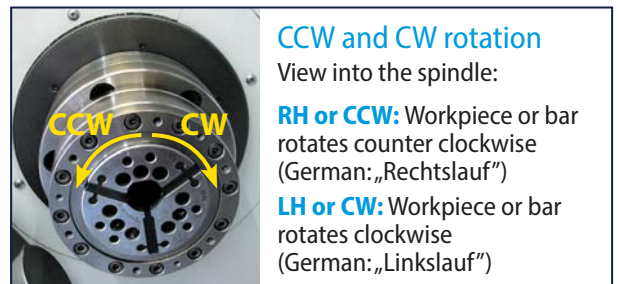 CCW CW
CCW and CW rotation
View into the spindle:
RH or CCW: Workpiece or bar
rotates counter clockwise
(German: „Rechtslauf”)
LH or CW: Workpiece or bar
rotates clockwise
(German: „Linkslauf”)